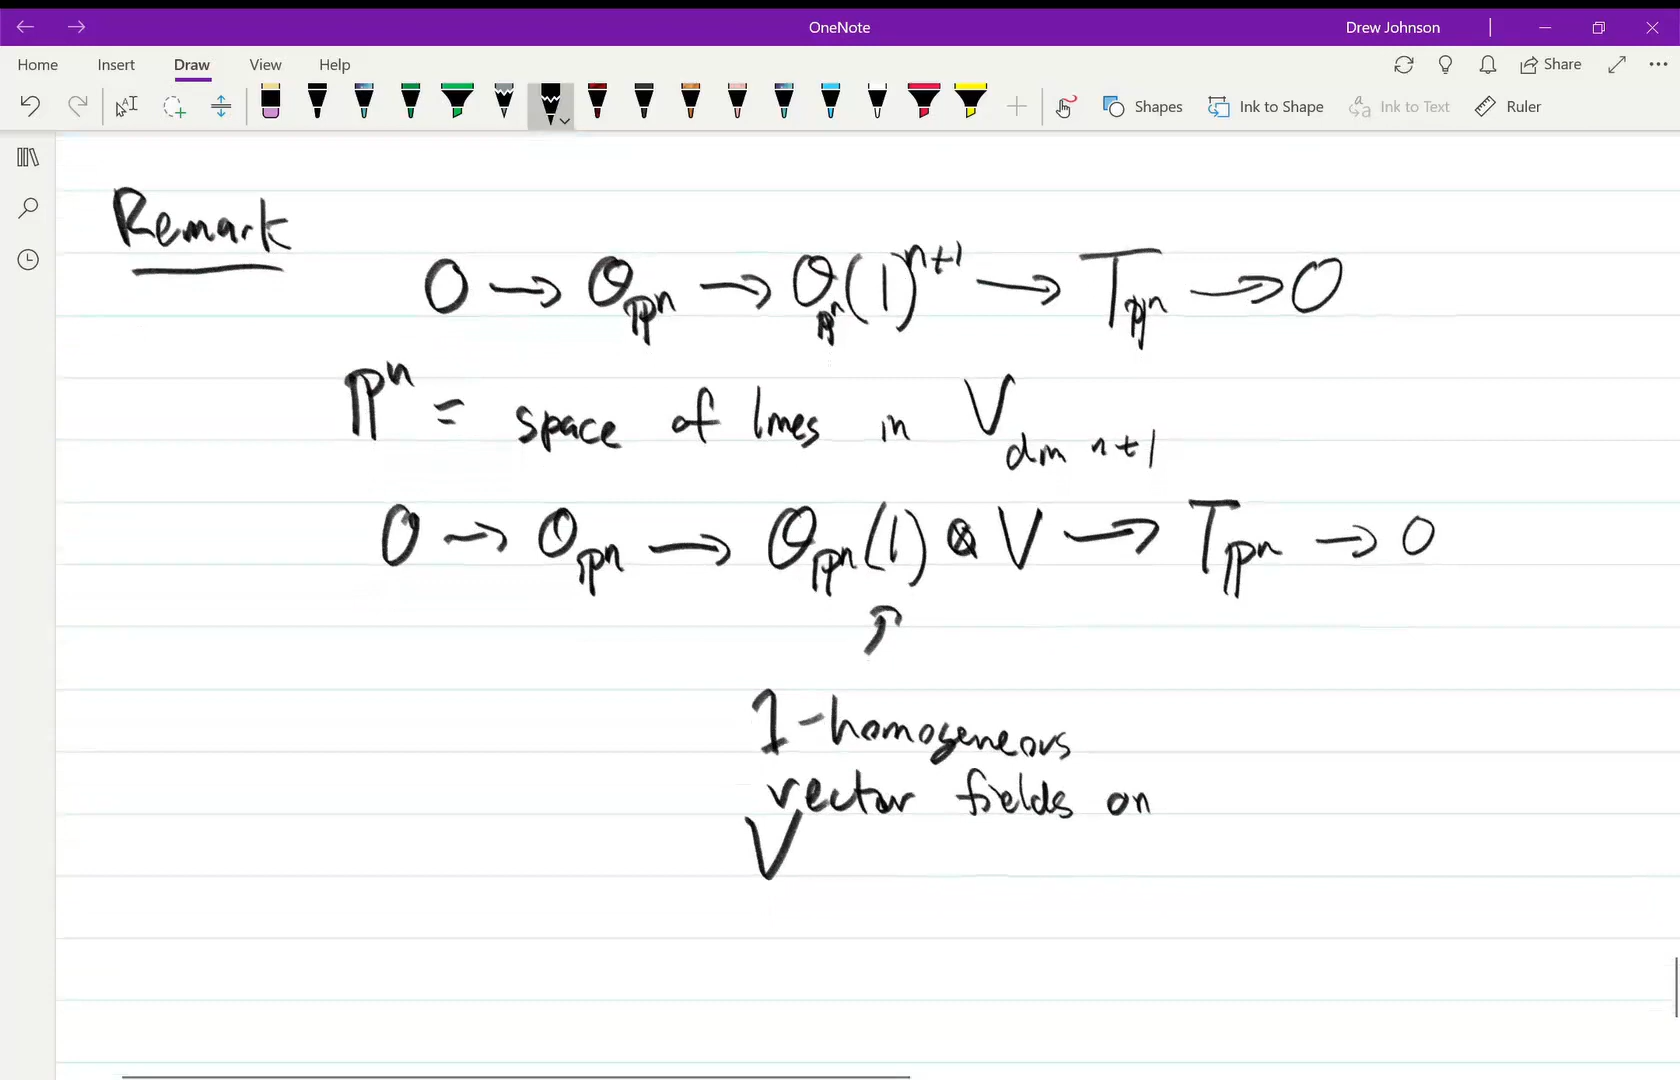 OneNote
Drew Johnson
Home Insert Draw View Help
Share
Shapes Ink to Shape Ink to Text Ruler
Remark
0 → O_{ℙ^n} → O_{ℙ^n}(1)^{n+1} → T_{ℙ^n} → 0
ℙ^n = space of lines in V dim n+1
0 → O_{ℙ^n} → O_{ℙ^n}(1) ⊗ V → T_{ℙ^n} → 0
↑
1-homogeneous
vector fields on
V